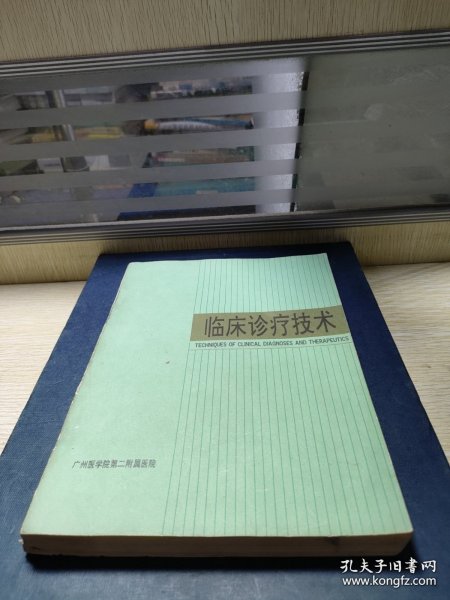 临床诊疗技术
TECHNIQUES OF CLINICAL DIAGNOSES AND THERAPEUTICS
广州医学院第二附属医院
孔夫子旧书网
www.kongfz.com